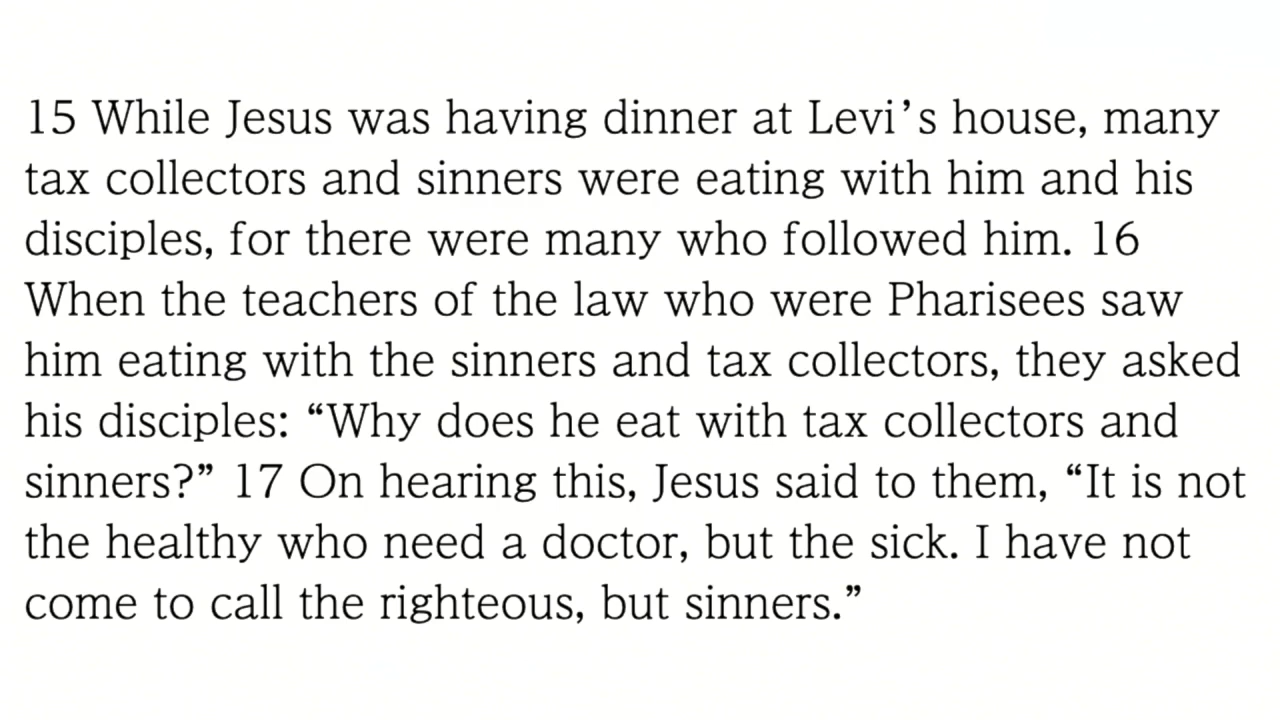 15 While Jesus was having dinner at Levi’s house, many
tax collectors and sinners were eating with him and his
disciples, for there were many who followed him. 16
When the teachers of the law who were Pharisees saw
him eating with the sinners and tax collectors, they asked
his disciples: “Why does he eat with tax collectors and
sinners?” 17 On hearing this, Jesus said to them, “It is not
the healthy who need a doctor, but the sick. I have not
come to call the righteous, but sinners.”